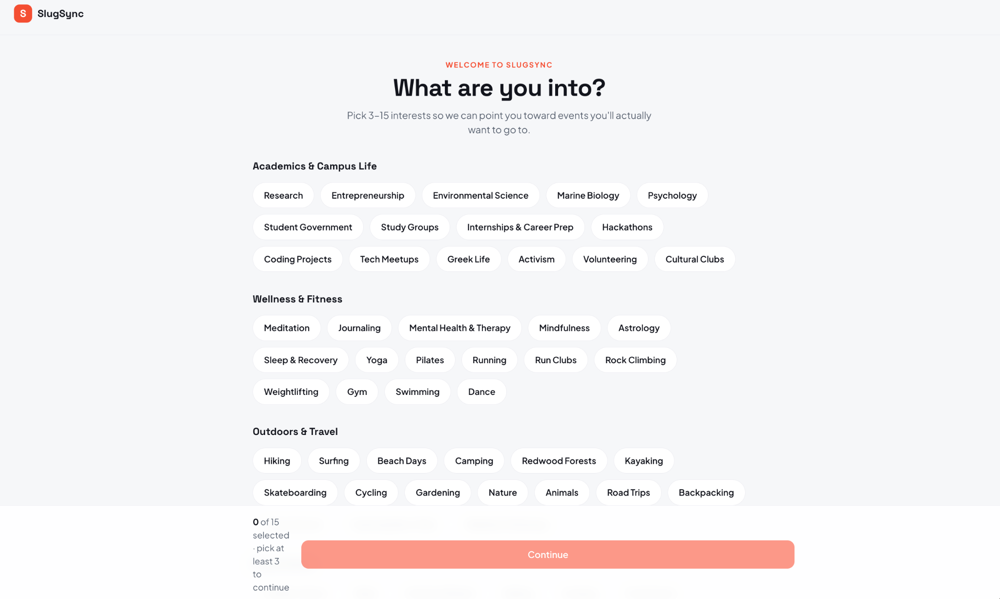 S SlugSync
WELCOME TO SLUGSYNC
What are you into?
Pick 3–15 interests so we can point you toward events you'll actually
want to go to.
Academics & Campus Life
Research Entrepreneurship Environmental Science Marine Biology Psychology
Student Government Study Groups Internships & Career Prep Hackathons
Coding Projects Tech Meetups Greek Life Activism Volunteering Cultural Clubs
Wellness & Fitness
Meditation Journaling Mental Health & Therapy Mindfulness Astrology
Sleep & Recovery Yoga Pilates Running Run Clubs Rock Climbing
Weightlifting Gym Swimming Dance
Outdoors & Travel
Hiking Surfing Beach Days Camping Redwood Forests Kayaking
Skateboarding Cycling Gardening Nature Animals Road Trips Backpacking
0 of 15
selected
· pick at
least 3
to
continue
Continue